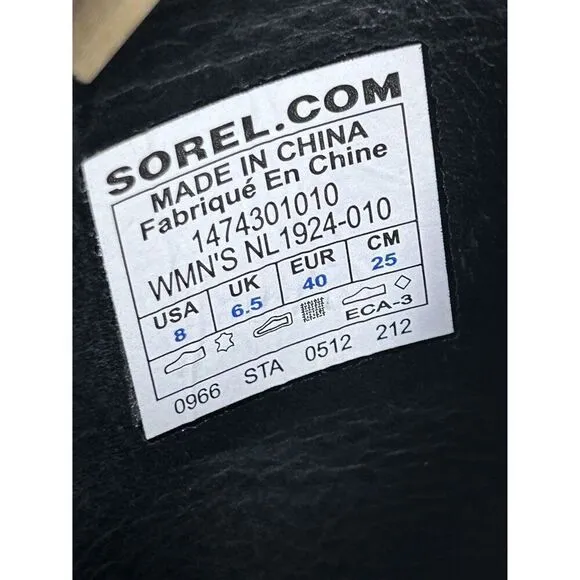 SOREL.COM
MADE IN CHINA
Fabriqué En Chine
1474301010
WMN'S NL1924-010
USA UK EUR CM
8 6.5 40 25
ECA-3
0966 STA 0512 212